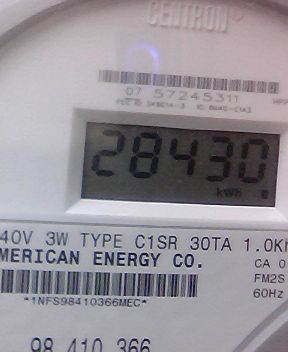 CENTRON
07 57245311
28430
kWh
40V 3W TYPE C1SR 30TA 1.0Kh
MERICAN ENERGY CO.
CA 0
FM2S
60Hz
*1NFS98410366MEC*
98 410 366